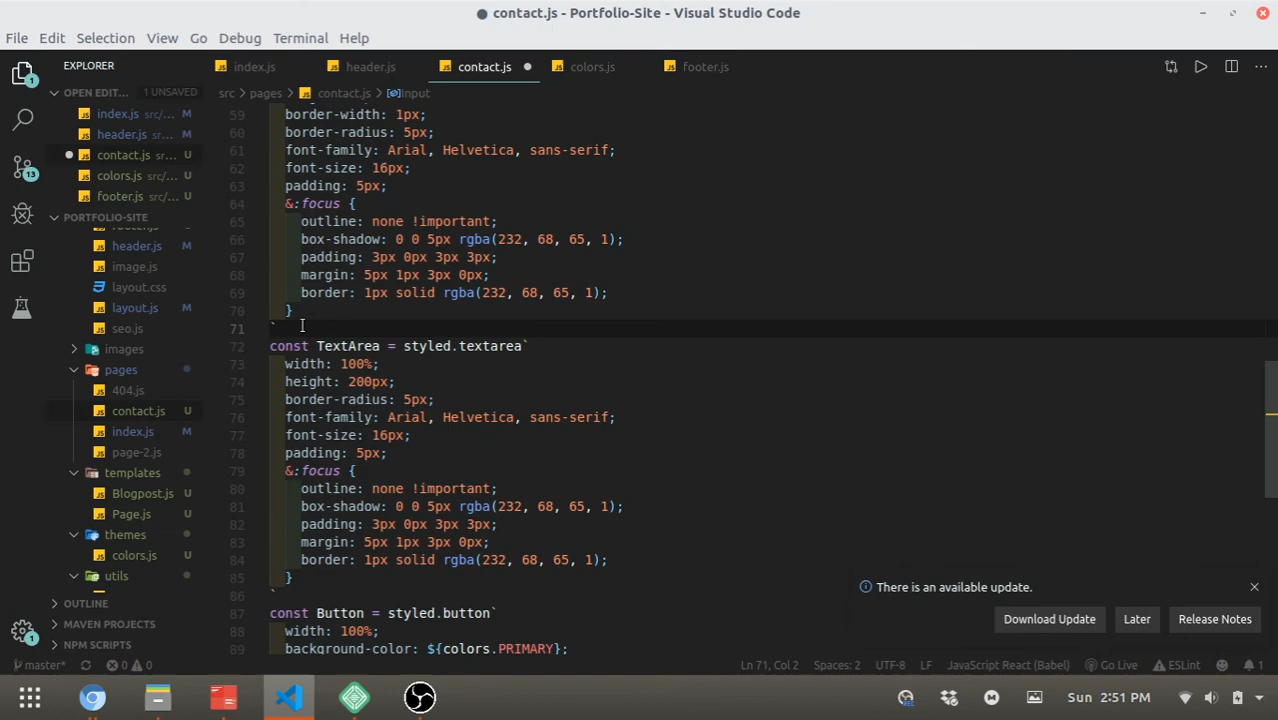 contact.js - Portfolio-Site - Visual Studio Code
File Edit Selection View Go Debug Terminal Help
EXPLORER
index.js header.js contact.js colors.js footer.js
OPEN EDIT... 1 UNSAVED
src > pages > contact.js > Input
index.js src/... M
header.js sr... M
contact.js sr... U
colors.js src/... U
footer.js src/... U
PORTFOLIO-SITE
header.js M
image.js
layout.css
layout.js M
seo.js
images
pages
404.js
contact.js U
index.js M
page-2.js
templates
Blogpost.js U
Page.js U
themes
colors.js U
utils
OUTLINE
MAVEN PROJECTS
NPM SCRIPTS
59
60 border-width: 1px;
border-radius: 5px;
61 font-family: Arial, Helvetica, sans-serif;
62 font-size: 16px;
63 padding: 5px;
64 &:focus {
65 outline: none !important;
66 box-shadow: 0 0 5px rgba(232, 68, 65, 1);
67 padding: 3px 0px 3px 3px;
68 margin: 5px 1px 3px 0px;
69 border: 1px solid rgba(232, 68, 65, 1);
70 }
71 `
72 const TextArea = styled.textarea`
73 width: 100%;
74 height: 200px;
75 border-radius: 5px;
76 font-family: Arial, Helvetica, sans-serif;
77 font-size: 16px;
78 padding: 5px;
79 &:focus {
80 outline: none !important;
81 box-shadow: 0 0 5px rgba(232, 68, 65, 1);
82 padding: 3px 0px 3px 3px;
83 margin: 5px 1px 3px 0px;
84 border: 1px solid rgba(232, 68, 65, 1);
85 }
86 `
87 const Button = styled.button`
88 width: 100%;
89 background-color: ${colors.PRIMARY};
There is an available update.
Download Update Later Release Notes
master* 0 0 Ln 71, Col 2 Spaces: 2 UTF-8 LF JavaScript React (Babel) Go Live ESLint 1
Sun 2:51 PM